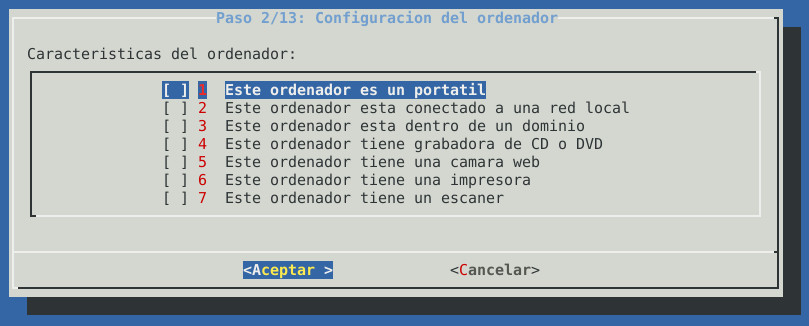 Paso 2/13: Configuracion del ordenador
Caracteristicas del ordenador:
[ ] 1 Este ordenador es un portatil
[ ] 2 Este ordenador esta conectado a una red local
[ ] 3 Este ordenador esta dentro de un dominio
[ ] 4 Este ordenador tiene grabadora de CD o DVD
[ ] 5 Este ordenador tiene una camara web
[ ] 6 Este ordenador tiene una impresora
[ ] 7 Este ordenador tiene un escaner
<Aceptar > <Cancelar>